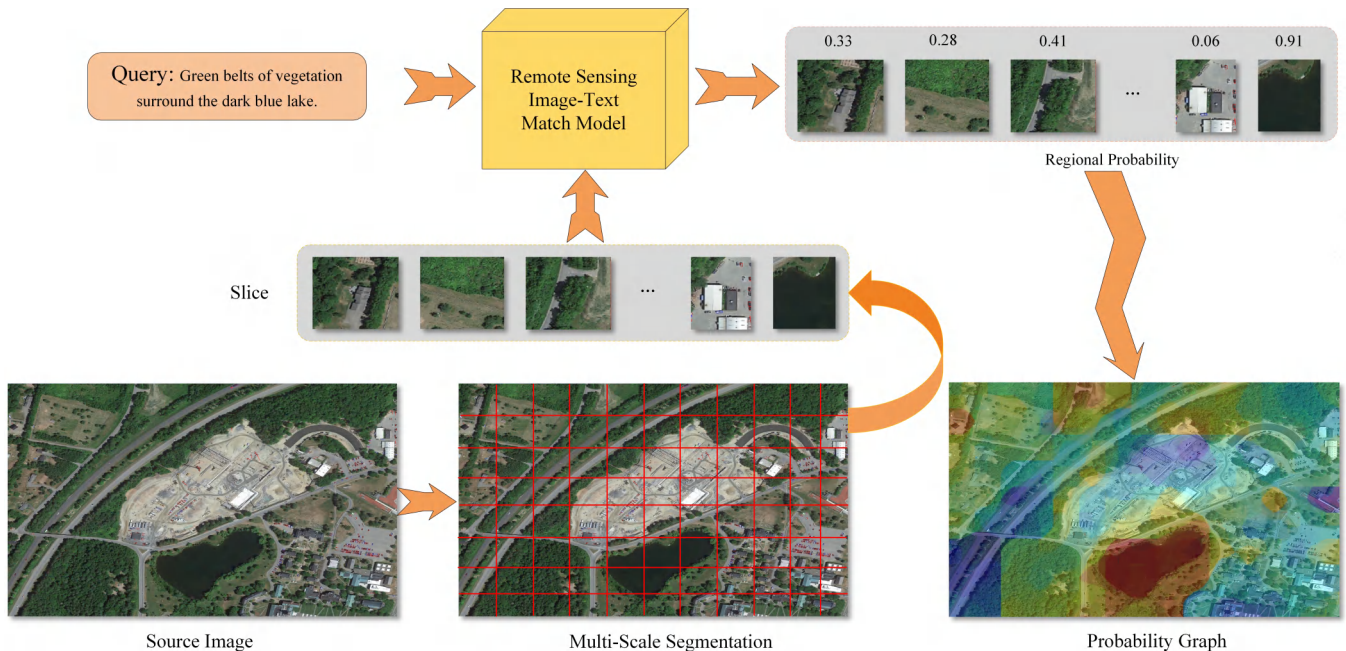 Query: Green belts of vegetation
surround the dark blue lake.
Remote Sensing
Image-Text
Match Model
0.33 0.28 0.41 0.06 0.91
...
Regional Probability
Slice
...
Source Image
Multi-Scale Segmentation
Probability Graph